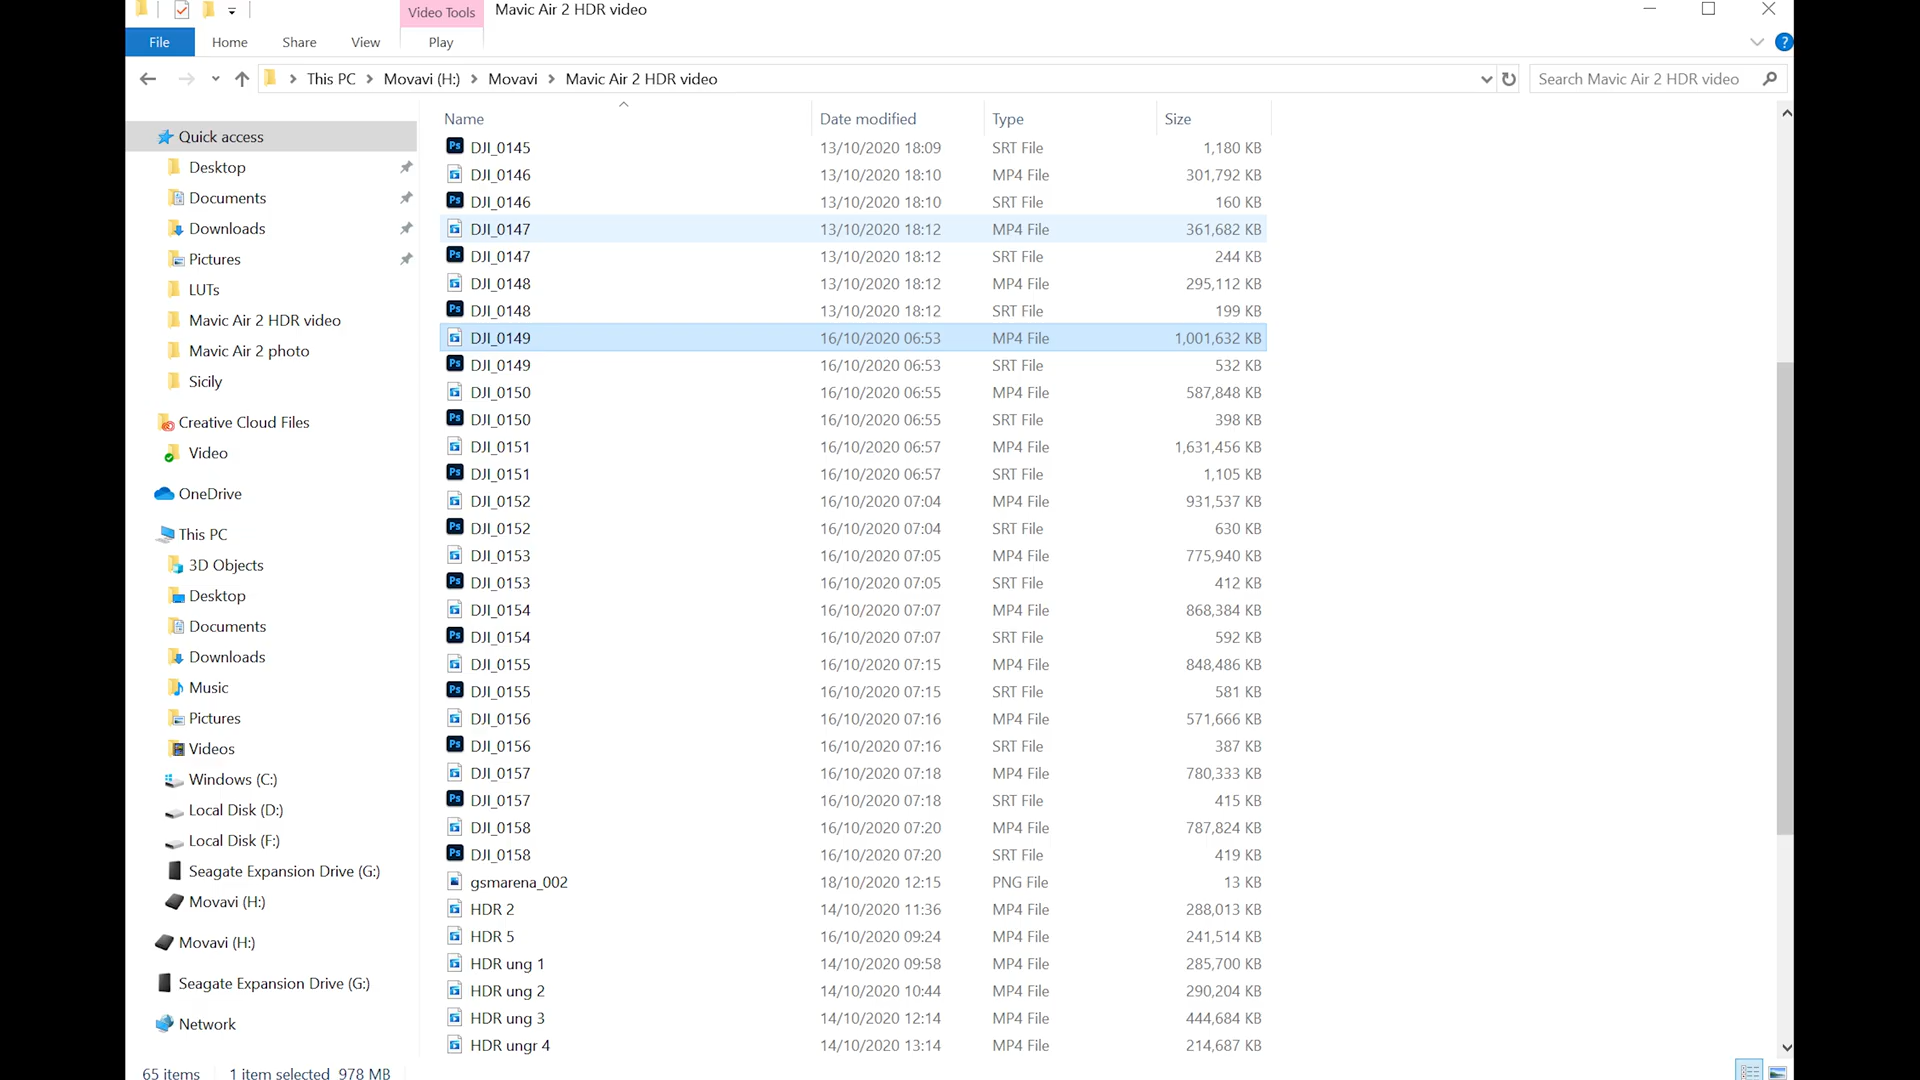 Video Tools Mavic Air 2 HDR video
File Home Share View Play ?
This PC Movavi (H:) Movavi Mavic Air 2 HDR video Search Mavic Air 2 HDR video
Name Date modified Type Size
Quick access
Desktop
Documents
Downloads
Pictures
LUTs
Mavic Air 2 HDR video
Mavic Air 2 photo
Sicily
Creative Cloud Files
Video
OneDrive
This PC
3D Objects
Desktop
Documents
Downloads
Music
Pictures
Videos
Windows (C:)
Local Disk (D:)
Local Disk (F:)
Seagate Expansion Drive (G:)
Movavi (H:)
Movavi (H:)
Seagate Expansion Drive (G:)
Network
Ps DJI_0145 13/10/2020 18:09 SRT File 1,180 KB
DJI_0146 13/10/2020 18:10 MP4 File 301,792 KB
Ps DJI_0146 13/10/2020 18:10 SRT File 160 KB
DJI_0147 13/10/2020 18:12 MP4 File 361,682 KB
Ps DJI_0147 13/10/2020 18:12 SRT File 244 KB
DJI_0148 13/10/2020 18:12 MP4 File 295,112 KB
Ps DJI_0148 13/10/2020 18:12 SRT File 199 KB
DJI_0149 16/10/2020 06:53 MP4 File 1,001,632 KB
Ps DJI_0149 16/10/2020 06:53 SRT File 532 KB
DJI_0150 16/10/2020 06:55 MP4 File 587,848 KB
Ps DJI_0150 16/10/2020 06:55 SRT File 398 KB
DJI_0151 16/10/2020 06:57 MP4 File 1,631,456 KB
Ps DJI_0151 16/10/2020 06:57 SRT File 1,105 KB
DJI_0152 16/10/2020 07:04 MP4 File 931,537 KB
Ps DJI_0152 16/10/2020 07:04 SRT File 630 KB
DJI_0153 16/10/2020 07:05 MP4 File 775,940 KB
Ps DJI_0153 16/10/2020 07:05 SRT File 412 KB
DJI_0154 16/10/2020 07:07 MP4 File 868,384 KB
Ps DJI_0154 16/10/2020 07:07 SRT File 592 KB
DJI_0155 16/10/2020 07:15 MP4 File 848,486 KB
Ps DJI_0155 16/10/2020 07:15 SRT File 581 KB
DJI_0156 16/10/2020 07:16 MP4 File 571,666 KB
Ps DJI_0156 16/10/2020 07:16 SRT File 387 KB
DJI_0157 16/10/2020 07:18 MP4 File 780,333 KB
Ps DJI_0157 16/10/2020 07:18 SRT File 415 KB
DJI_0158 16/10/2020 07:20 MP4 File 787,824 KB
Ps DJI_0158 16/10/2020 07:20 SRT File 419 KB
gsmarena_002 18/10/2020 12:15 PNG File 13 KB
HDR 2 14/10/2020 11:36 MP4 File 288,013 KB
HDR 5 16/10/2020 09:24 MP4 File 241,514 KB
HDR ung 1 14/10/2020 09:58 MP4 File 285,700 KB
HDR ung 2 14/10/2020 10:44 MP4 File 290,204 KB
HDR ung 3 14/10/2020 12:14 MP4 File 444,684 KB
HDR ungr 4 14/10/2020 13:14 MP4 File 214,687 KB
65 items 1 item selected 978 MB